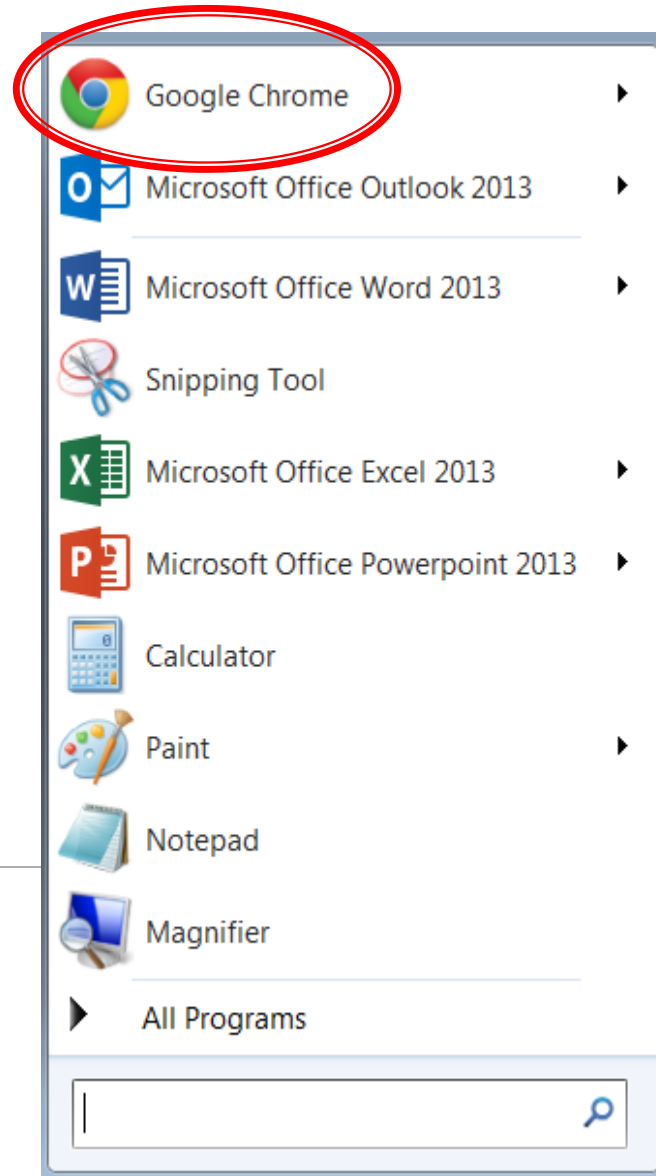 Google Chrome
Microsoft Office Outlook 2013
Microsoft Office Word 2013
Snipping Tool
Microsoft Office Excel 2013
Microsoft Office Powerpoint 2013
Calculator
Paint
Notepad
Magnifier
All Programs